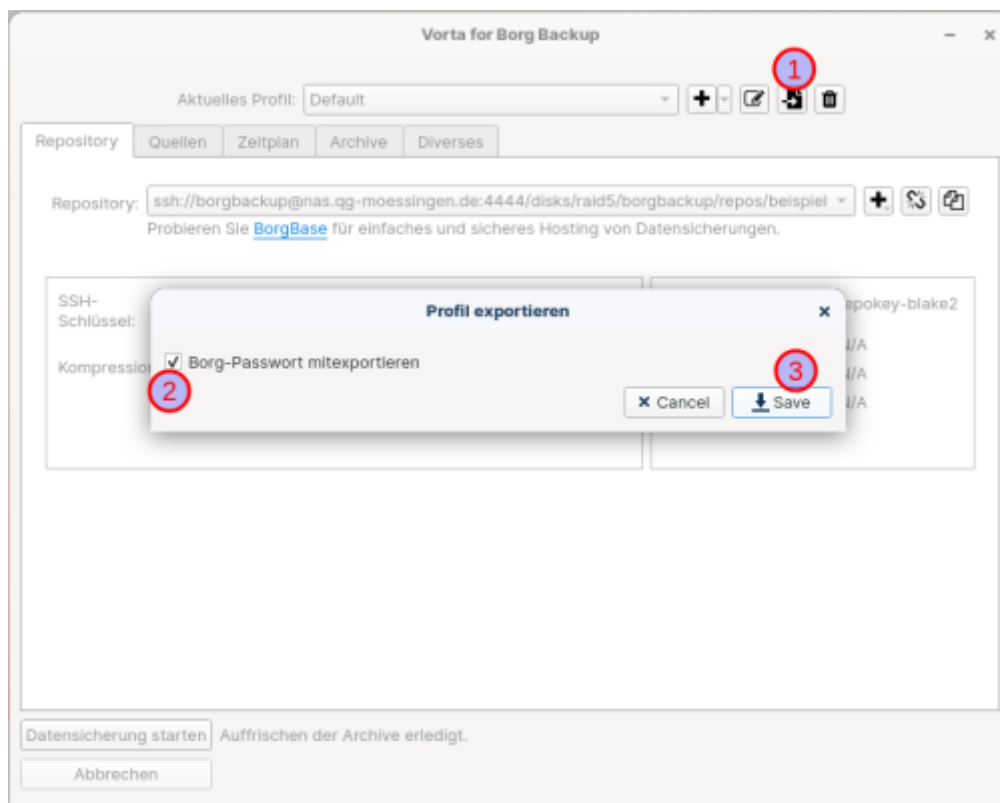 Vorta for Borg Backup
1
Aktuelles Profil: Default
Repository Quellen Zeitplan Archive Diverses
Repository: ssh://borgbackup@nas.qg-moessingen.de:4444/disks/raid5/borgbackup/repos/beispiel
Probieren Sie BorgBase für einfaches und sicheres Hosting von Datensicherungen.
SSH-
Schlüssel:
epokey-blake2
Profil exportieren
N/A
Kompression
Borg-Passwort mitexportieren
N/A
2
3
Cancel Save
N/A
Datensicherung starten Auffrischen der Archive erledigt.
Abbrechen